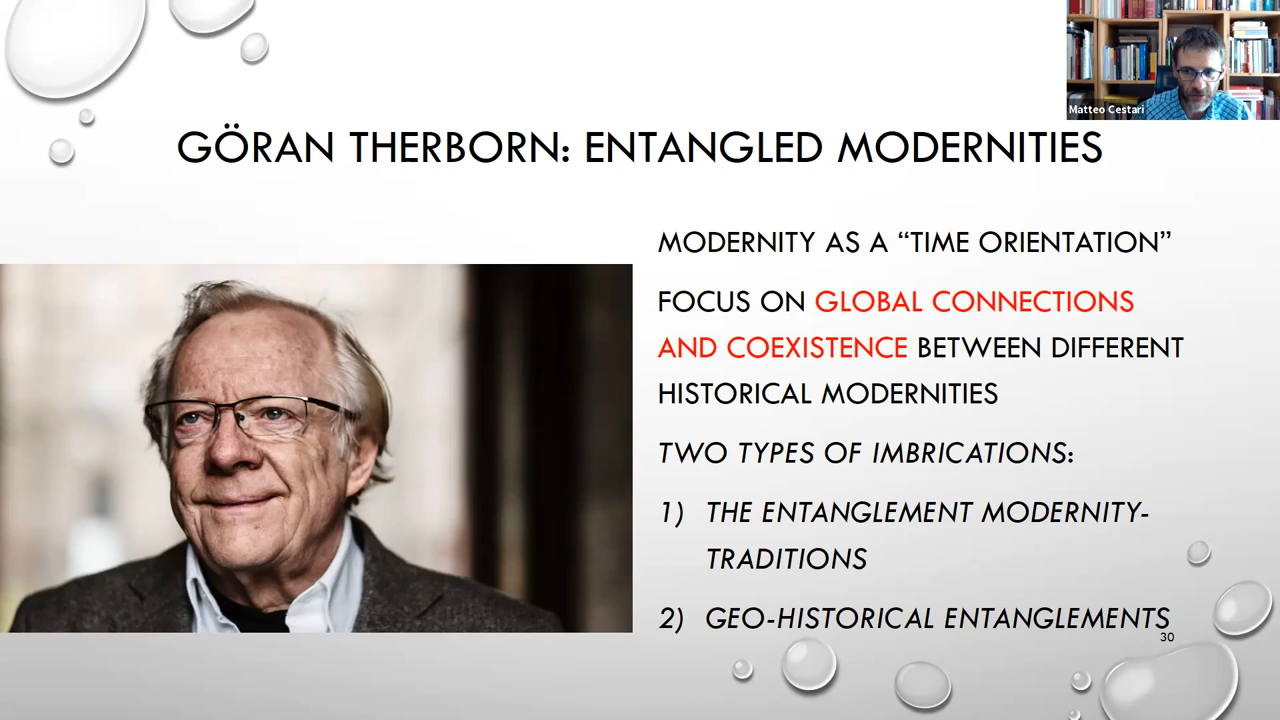 Matteo Cestari
GÖRAN THERBORN: ENTANGLED MODERNITIES
MODERNITY AS A “TIME ORIENTATION”
FOCUS ON GLOBAL CONNECTIONS
AND COEXISTENCE BETWEEN DIFFERENT
HISTORICAL MODERNITIES
TWO TYPES OF IMBRICATIONS:
1) THE ENTANGLEMENT MODERNITY-
TRADITIONS
2) GEO-HISTORICAL ENTANGLEMENTS
30